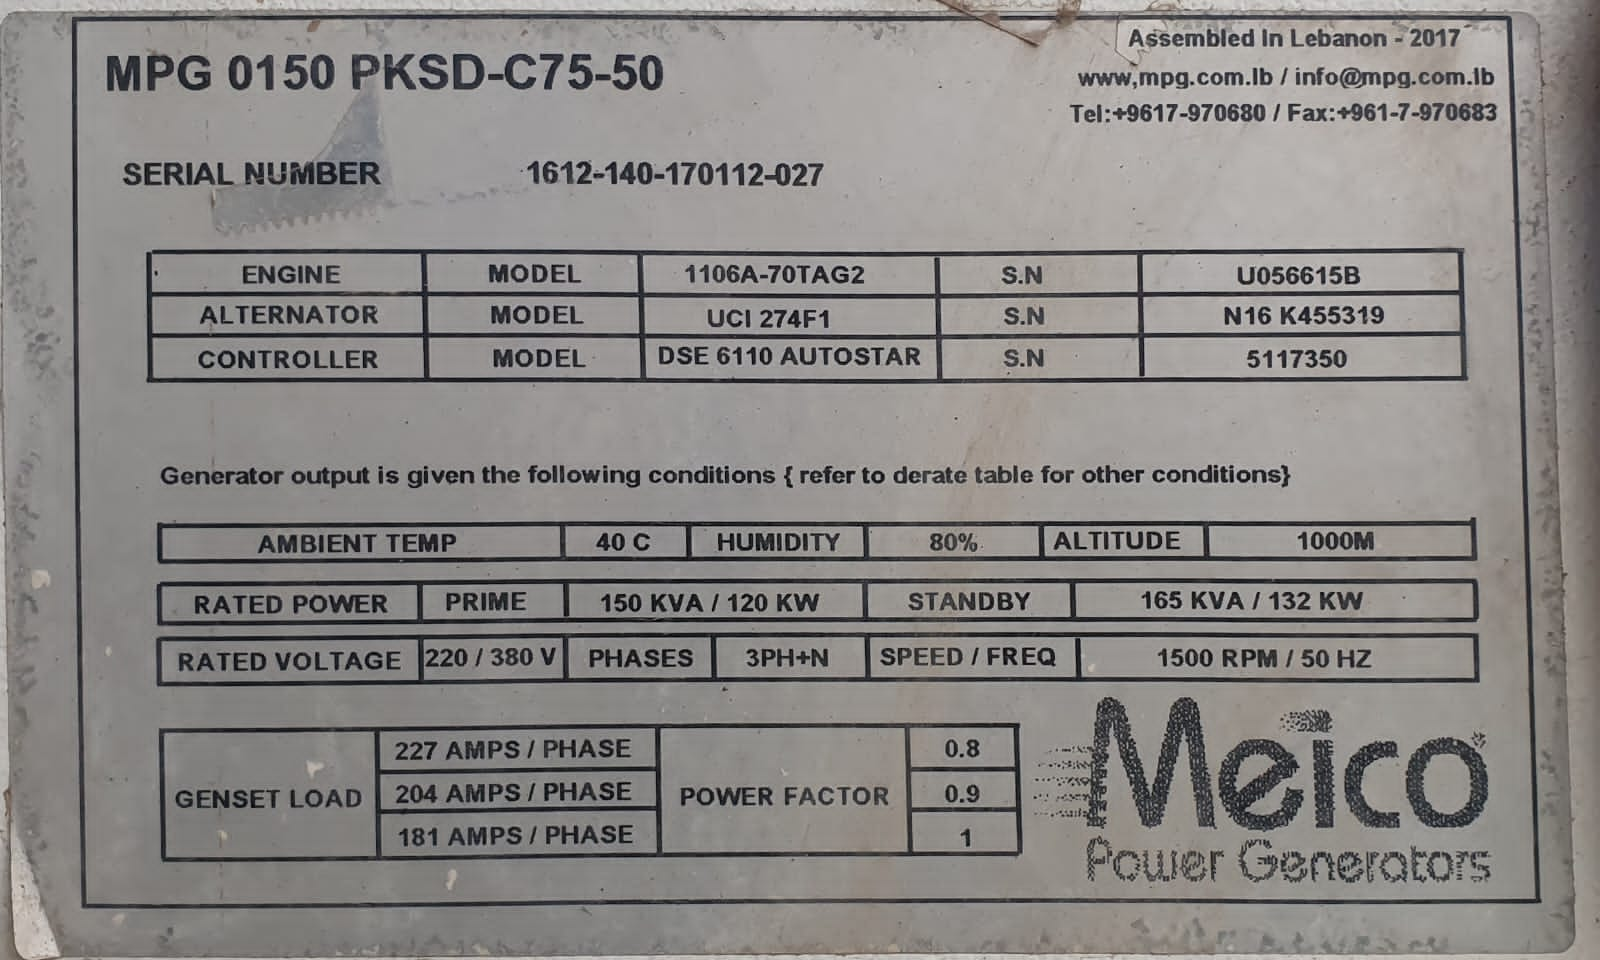 Assembled In Lebanon - 2017
MPG 0150 PKSD-C75-50
www,mpg.com.lb / info@mpg.com.lb
Tel:+9617-970680 / Fax:+961-7-970683
SERIAL NUMBER 1612-140-170112-027
ENGINE MODEL 1106A-70TAG2 S.N U056615B
ALTERNATOR MODEL UCI 274F1 S.N N16 K455319
CONTROLLER MODEL DSE 6110 AUTOSTAR S.N 5117350
Generator output is given the following conditions { refer to derate table for other conditions}
AMBIENT TEMP 40 C HUMIDITY 80% ALTITUDE 1000M
RATED POWER PRIME 150 KVA / 120 KW STANDBY 165 KVA / 132 KW
RATED VOLTAGE 220 / 380 V PHASES 3PH+N SPEED / FREQ 1500 RPM / 50 HZ
227 AMPS / PHASE 0.8
GENSET LOAD 204 AMPS / PHASE POWER FACTOR 0.9
181 AMPS / PHASE 1
Meico
Power Generators